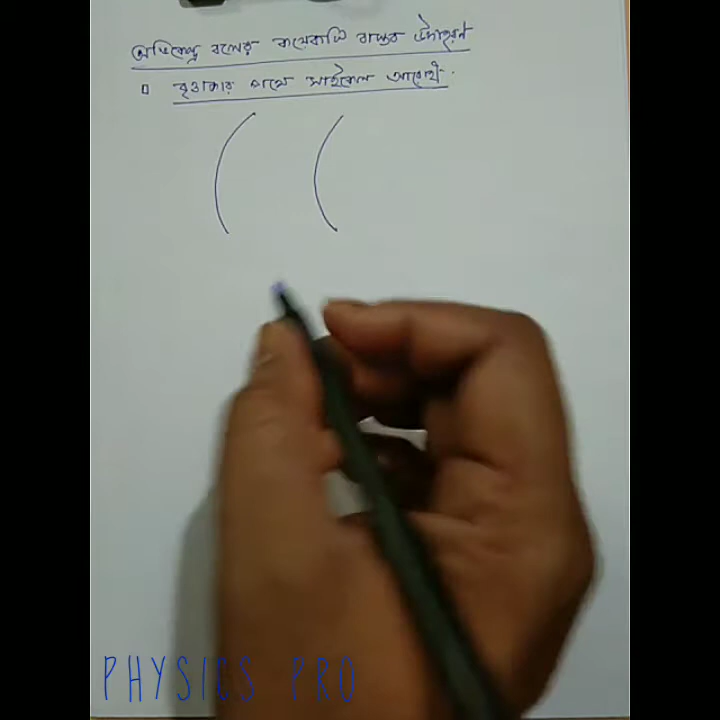 অভিকেন্দ্র বলের কয়েকটি বাস্তব উদাহরণ
▯ বৃত্তাকার পথে সাইকেল আরোহী.
PHYSICS PRO